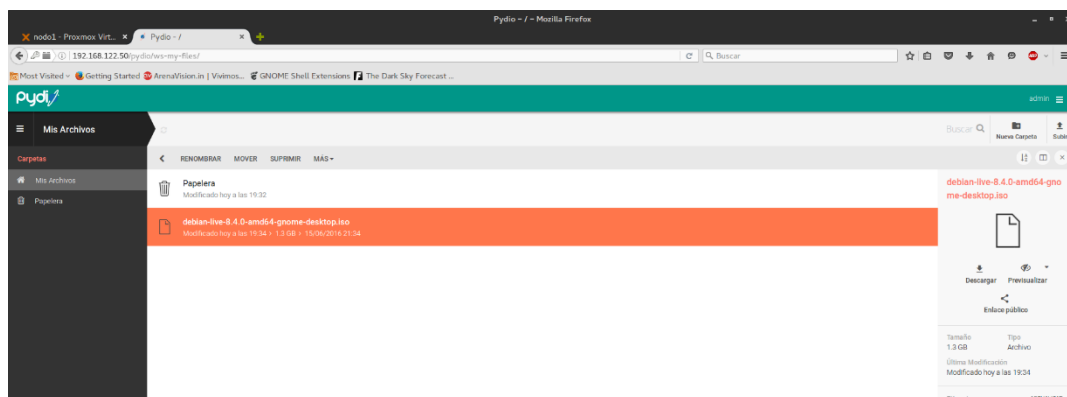 Pydio - / - Mozilla Firefox
nodo1 - Proxmox Virt... × Pydio - / ×
192.168.122.50/pydio/ws-my-files/ Buscar
Most Visited Getting Started ArenaVision.in | Vivimos... GNOME Shell Extensions The Dark Sky Forecast ...
pydi admin
Mis Archivos Buscar Nueva Carpeta
Carpetas RENOMBRAR MOVER SUPRIMIR MÁS
Mis Archivos
Papelera
Papelera
Modificado hoy a las 19:32
debian-live-8.4.0-amd64-gnome-desktop.iso
Modificado hoy a las 19:34 • 1.3 GB • 15/06/2016 21:34
debian-live-8.4.0-amd64-gno
me-desktop.iso
Descargar Previsualizar
Enlace público
Tamaño Tipo
1.3 GB Archivo
Última Modificación
Modificado hoy a las 19:34